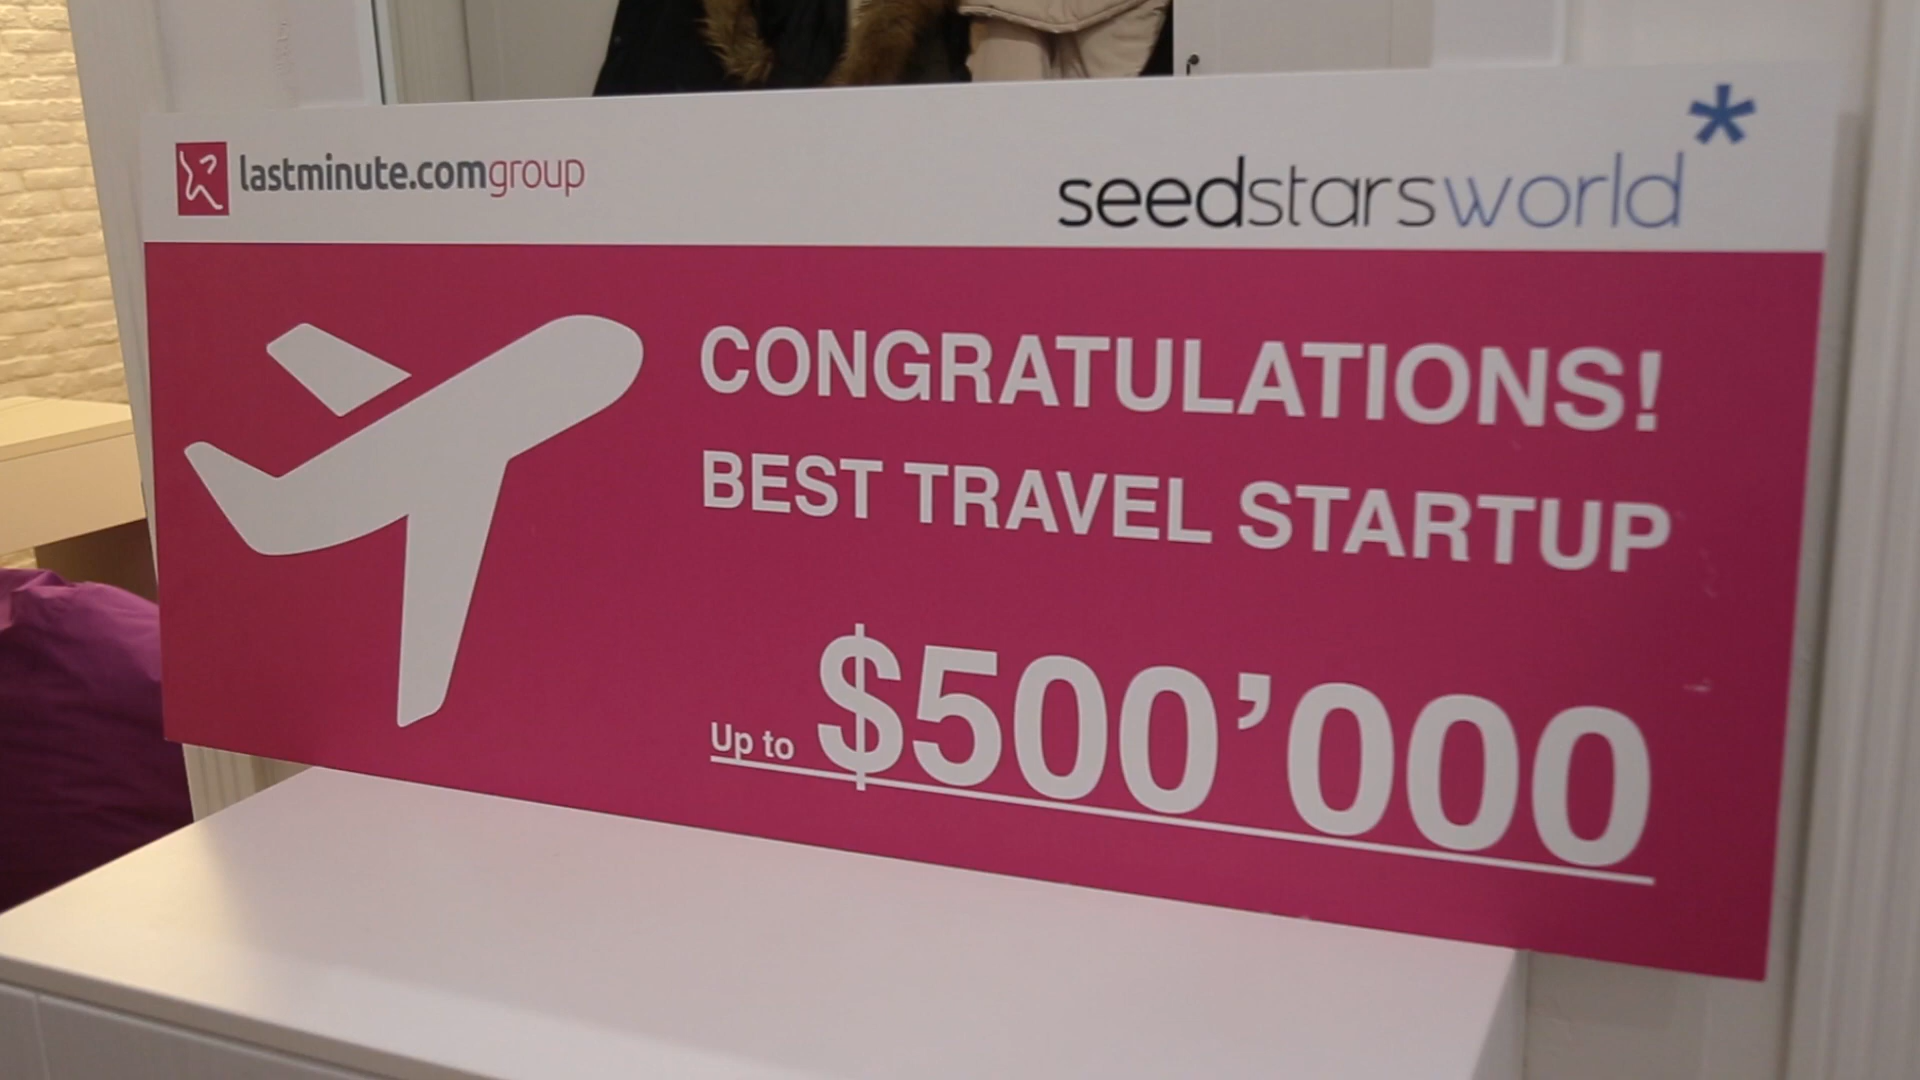 lastminute.comgroup
seedstarsworld*
CONGRATULATIONS!
BEST TRAVEL STARTUP
Up to $500’000